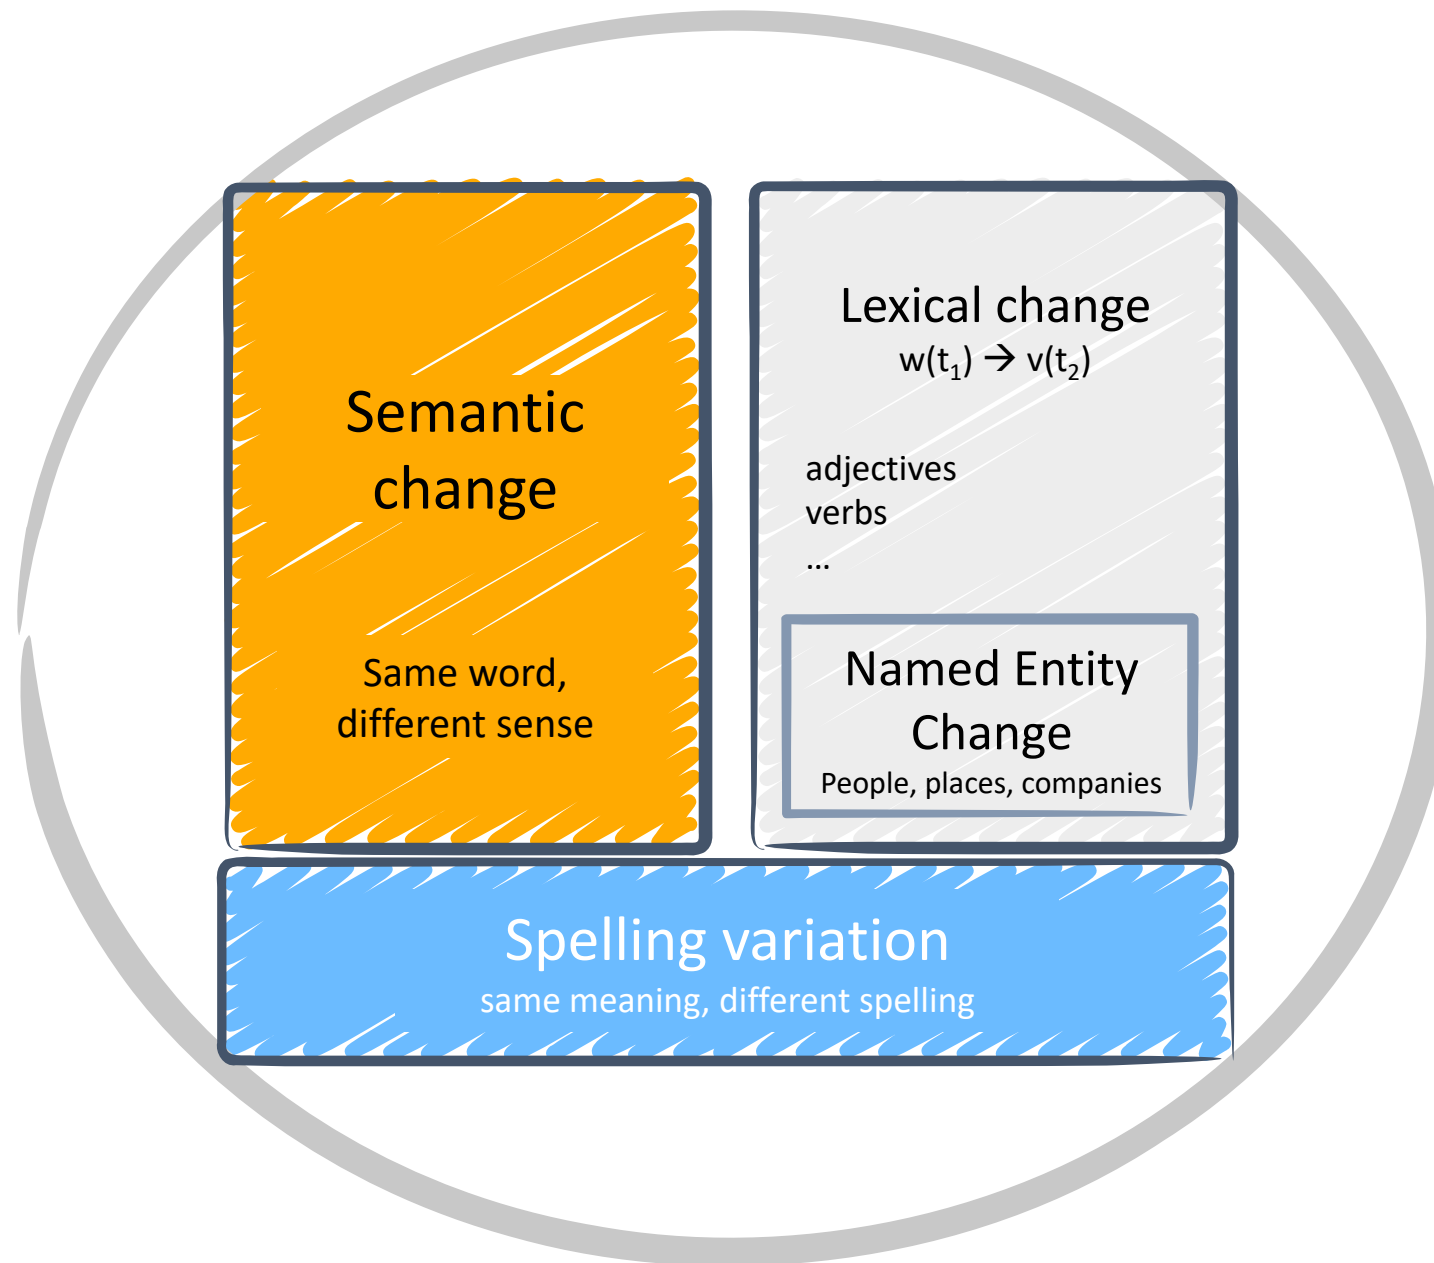 Semantic
change
Same word,
different sense
Lexical change
w(t₁) → v(t₂)
adjectives
verbs
...
Named Entity
Change
People, places, companies
Spelling variation
same meaning, different spelling